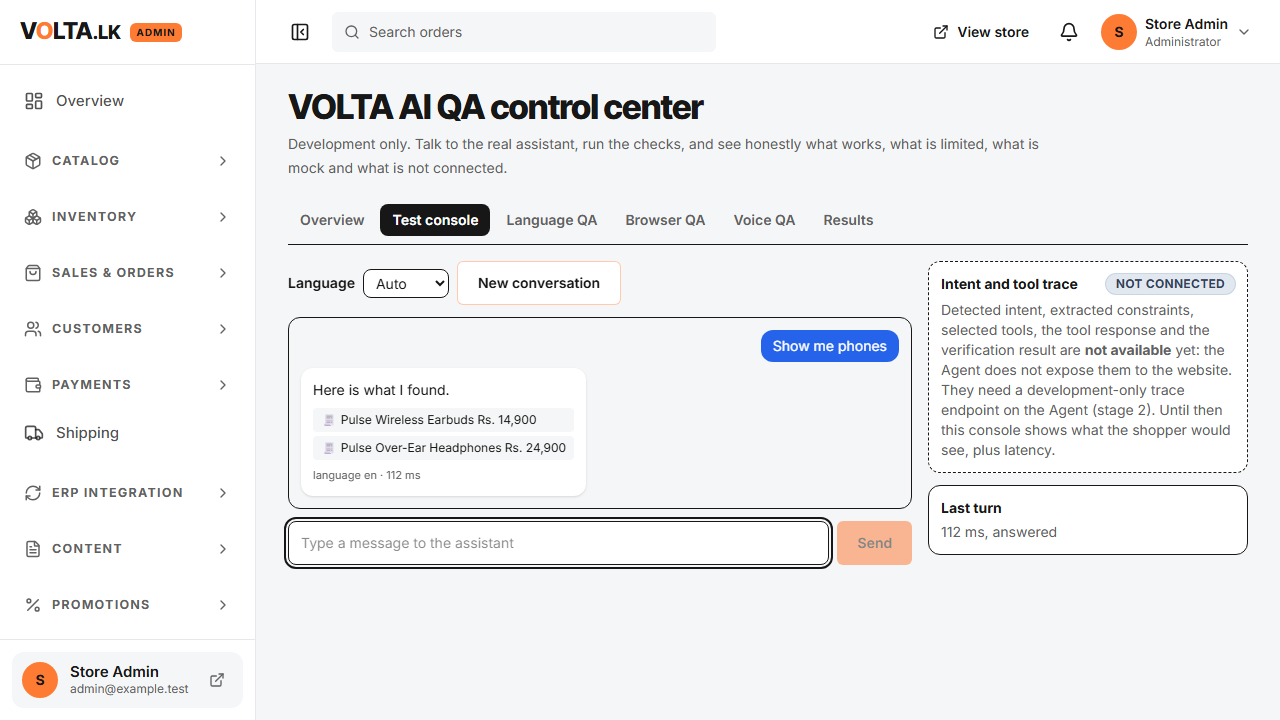 VOLTA.LK ADMIN
Search orders
View store
S
Store Admin
Administrator
Overview
CATALOG
INVENTORY
SALES & ORDERS
CUSTOMERS
PAYMENTS
Shipping
ERP INTEGRATION
CONTENT
PROMOTIONS
S
Store Admin
admin@example.test
VOLTA AI QA control center
Development only. Talk to the real assistant, run the checks, and see honestly what works, what is limited, what is
mock and what is not connected.
Overview Test console Language QA Browser QA Voice QA Results
Language Auto New conversation
Show me phones
Here is what I found.
Pulse Wireless Earbuds Rs. 14,900
Pulse Over-Ear Headphones Rs. 24,900
language en · 112 ms
Type a message to the assistant Send
Intent and tool trace NOT CONNECTED
Detected intent, extracted constraints,
selected tools, the tool response and the
verification result are not available yet: the
Agent does not expose them to the website.
They need a development-only trace
endpoint on the Agent (stage 2). Until then
this console shows what the shopper would
see, plus latency.
Last turn
112 ms, answered